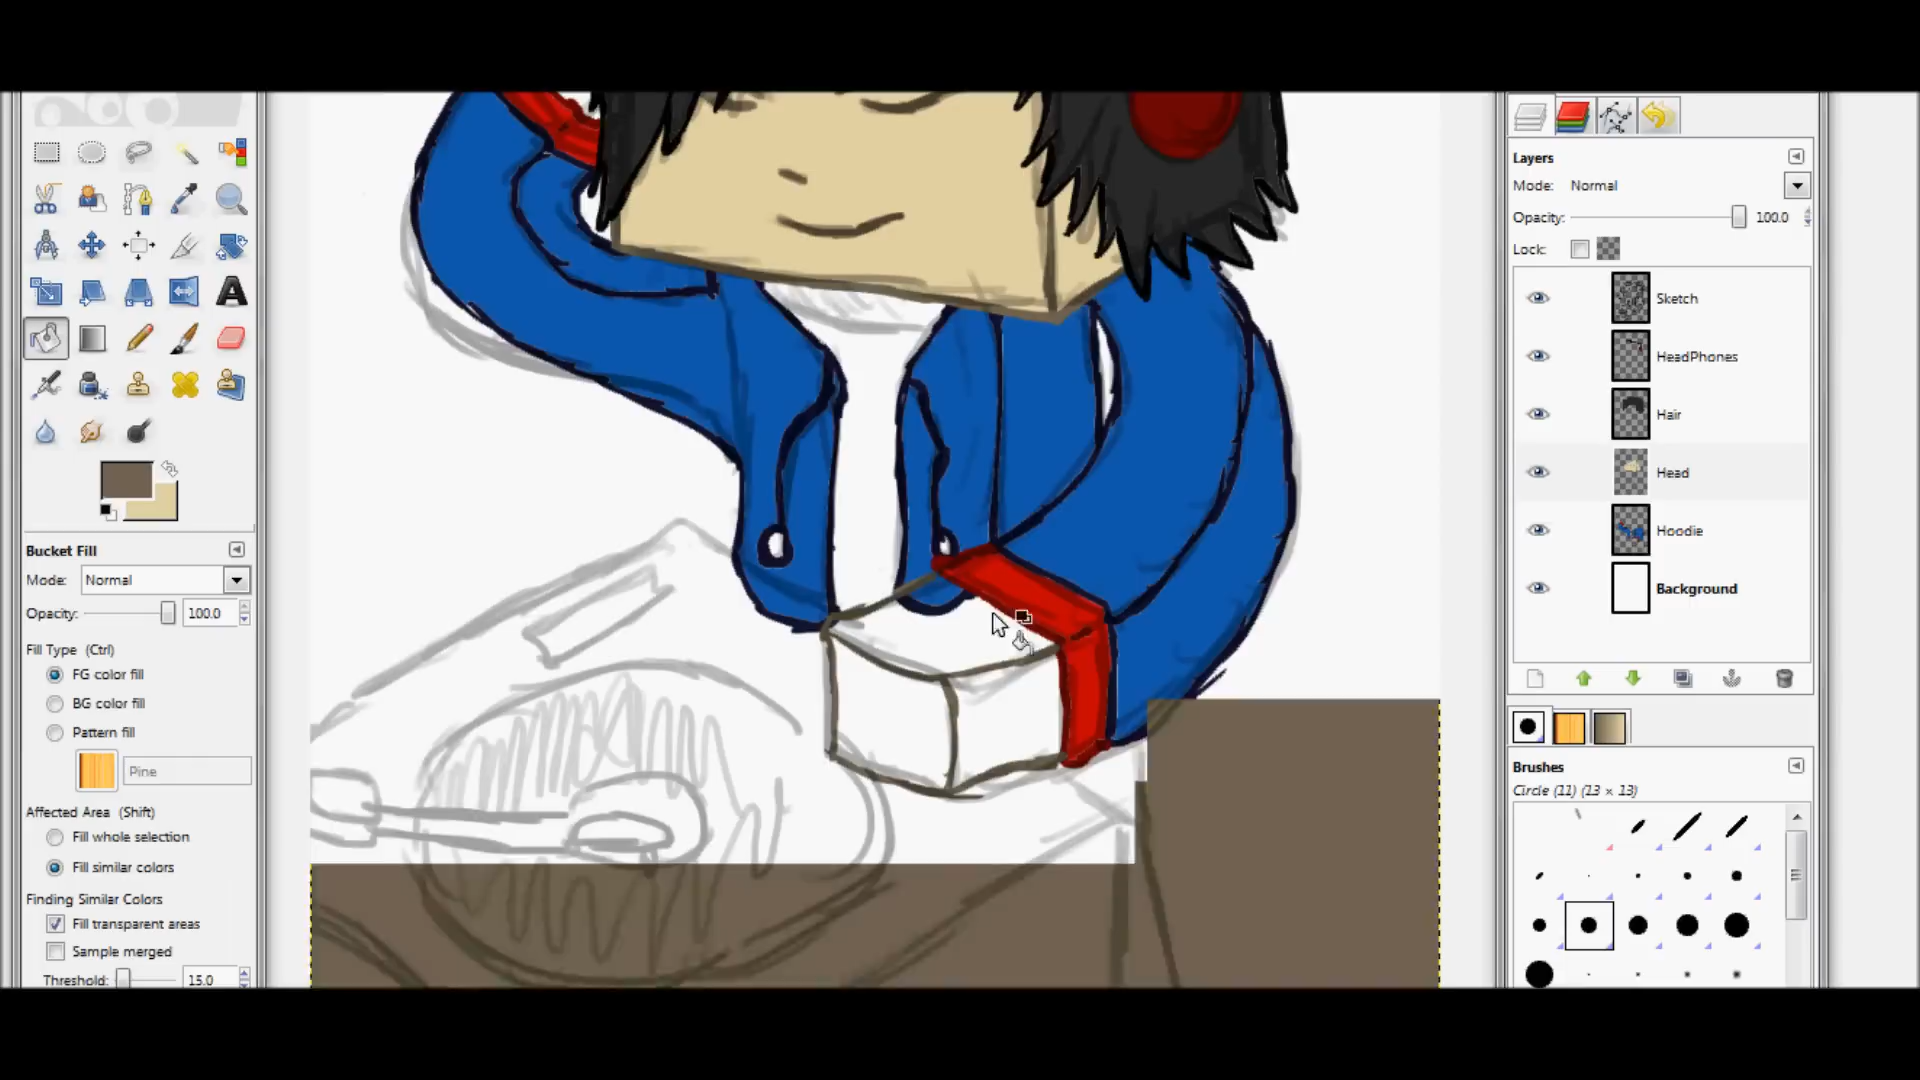 Bucket Fill
Mode: Normal
Opacity: 100.0
Fill Type (Ctrl)
FG color fill
BG color fill
Pattern fill
Pine
Affected Area (Shift)
Fill whole selection
Fill similar colors
Finding Similar Colors
Fill transparent areas
Sample merged
Threshold: 15.0
Layers
Mode: Normal
Opacity: 100.0
Lock:
Sketch
HeadPhones
Hair
Head
Hoodie
Background
Brushes
Circle (11) (13 × 13)